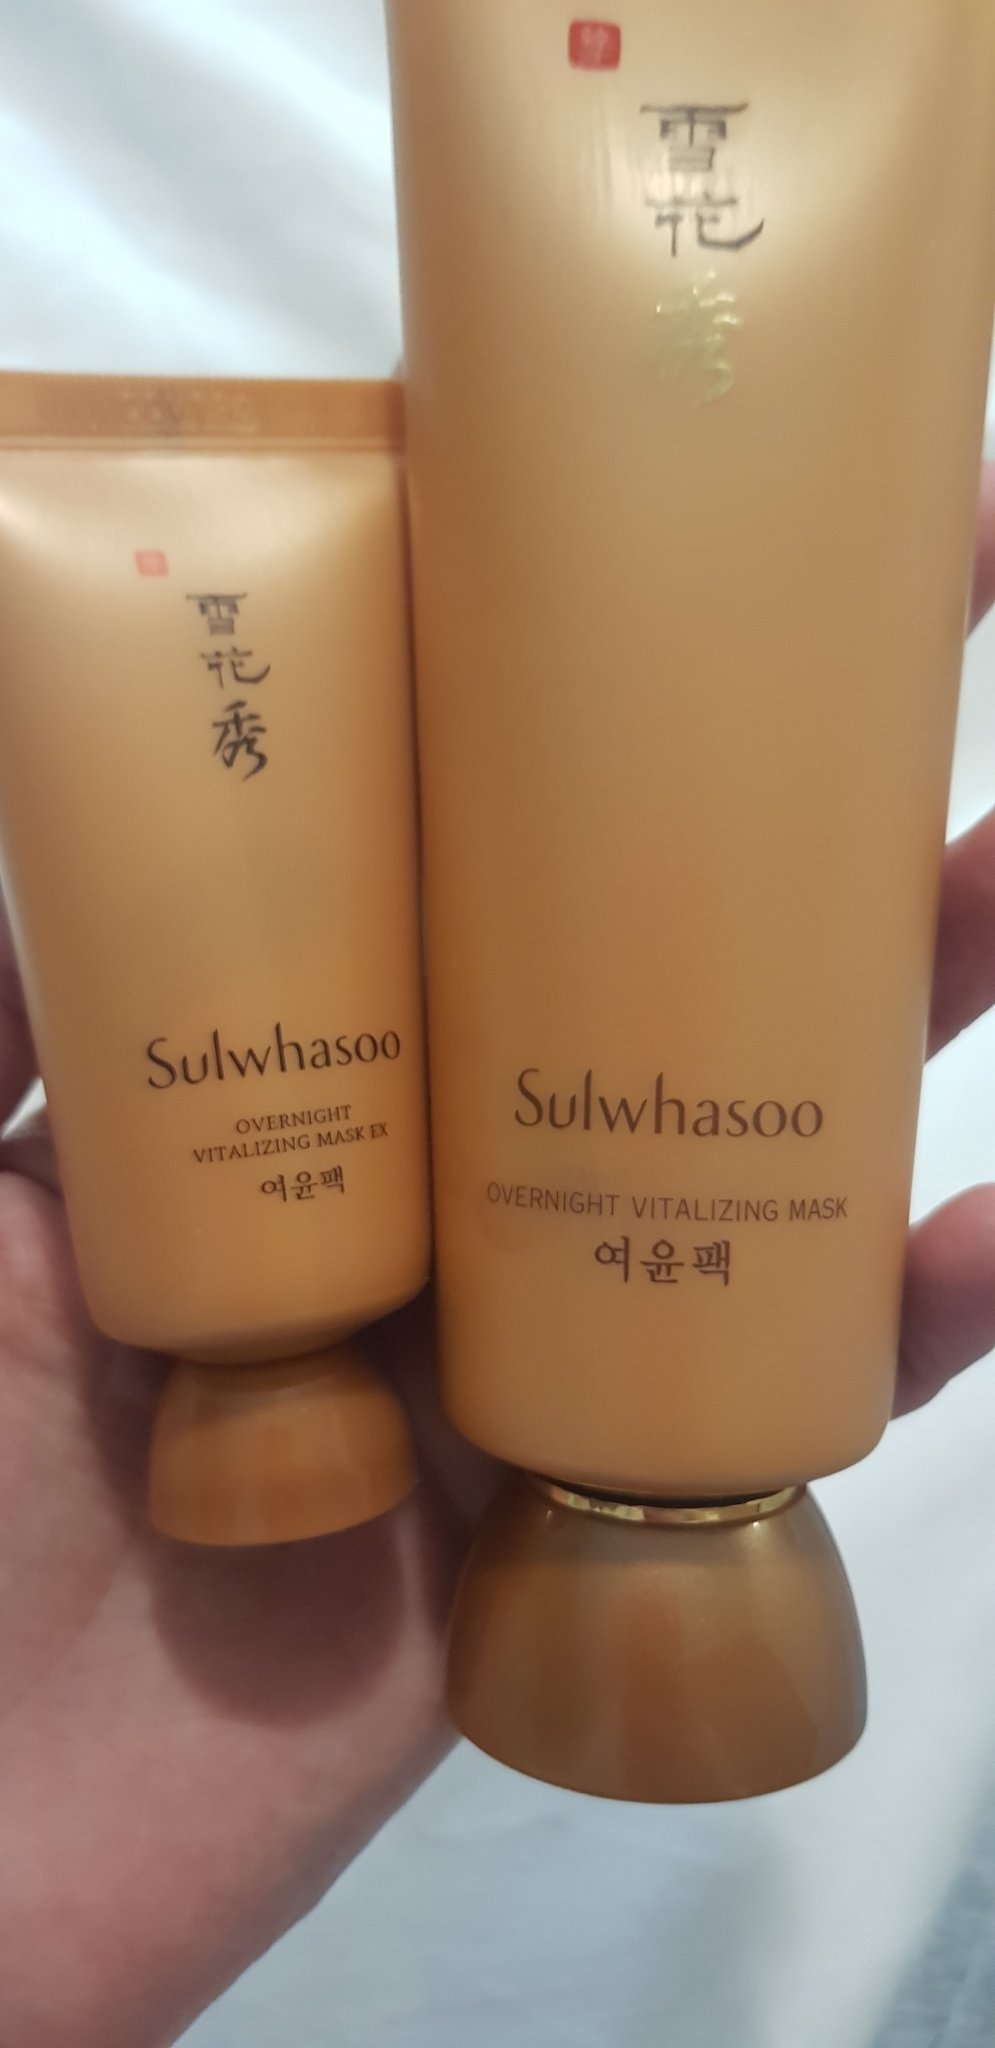 雪
花
秀
Sulwhasoo
OVERNIGHT
VITALIZING MASK EX
여윤팩
雪
花
秀
Sulwhasoo
OVERNIGHT VITALIZING MASK
여윤팩